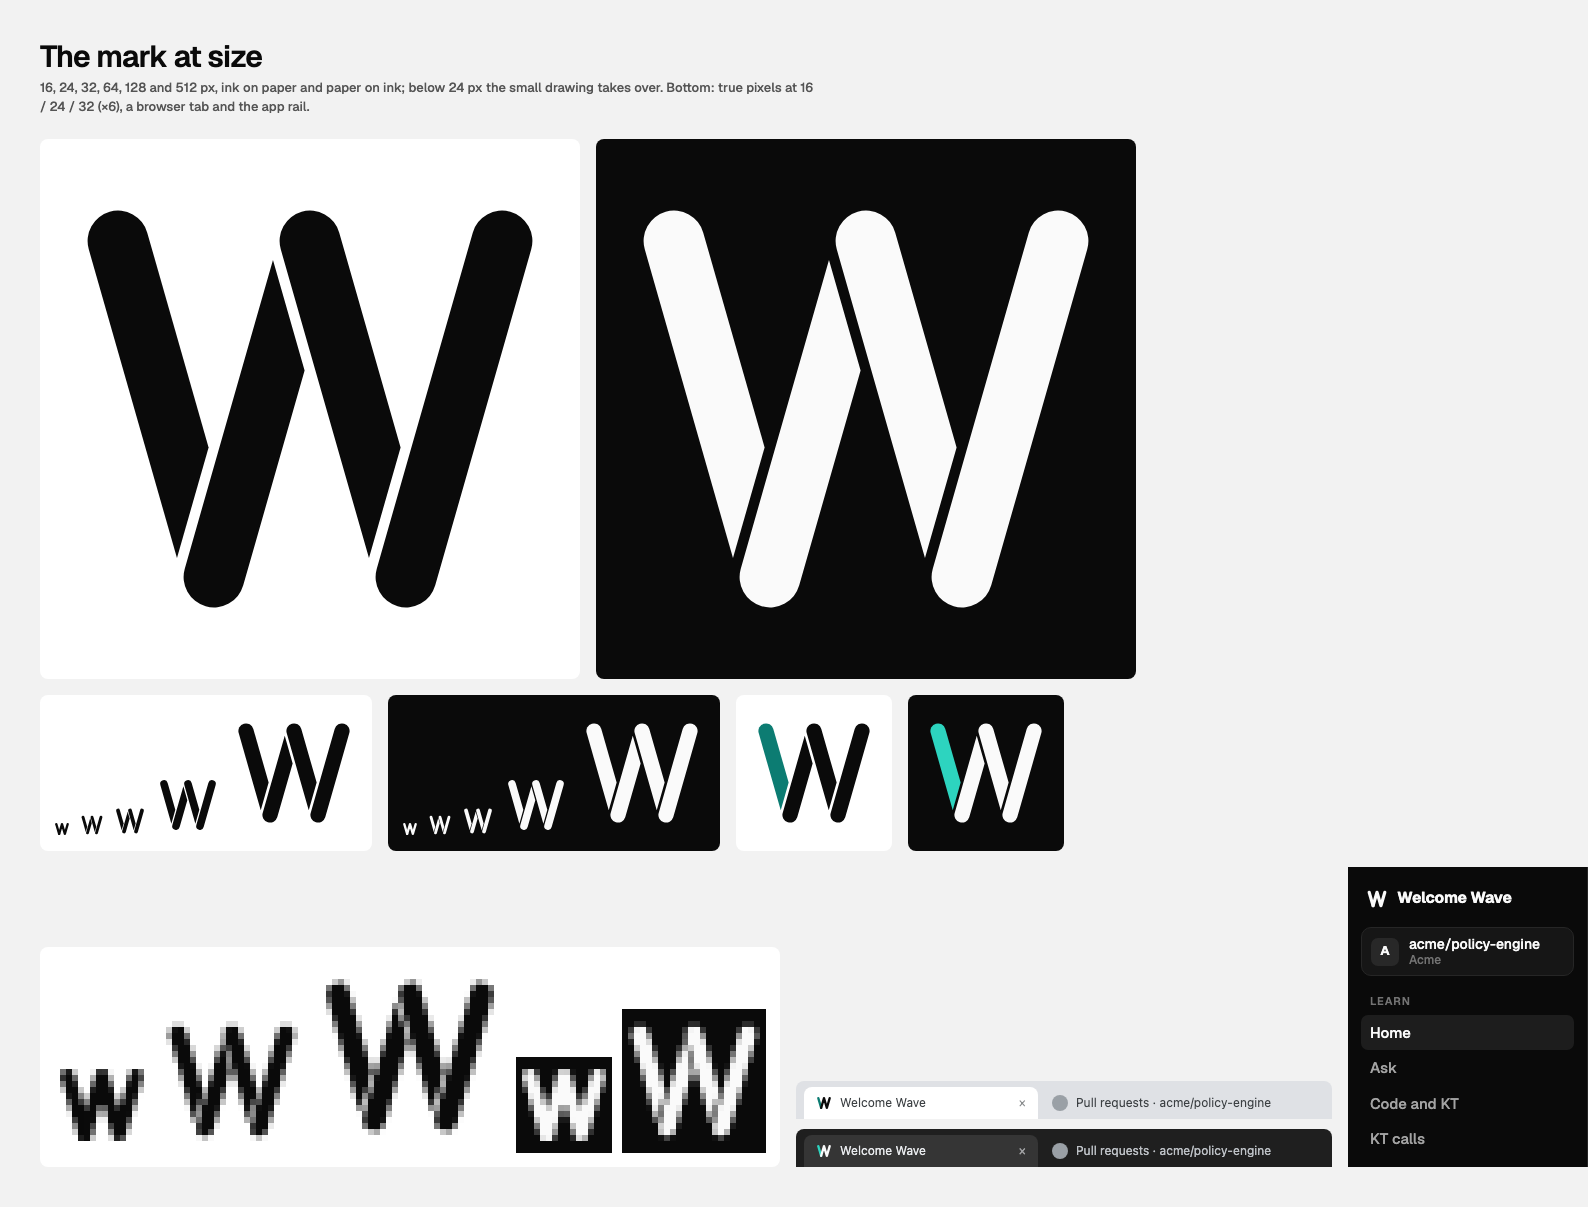 The mark at size
16, 24, 32, 64, 128 and 512 px, ink on paper and paper on ink; below 24 px the small drawing takes over. Bottom: true pixels at 16
/ 24 / 32 (×6), a browser tab and the app rail.
W W
W W W W W
W W W W W
W
W
W W W W W
W Welcome Wave × Pull requests · acme/policy-engine
W Welcome Wave × Pull requests · acme/policy-engine
W Welcome Wave
A acme/policy-engine
Acme
LEARN
Home
Ask
Code and KT
KT calls